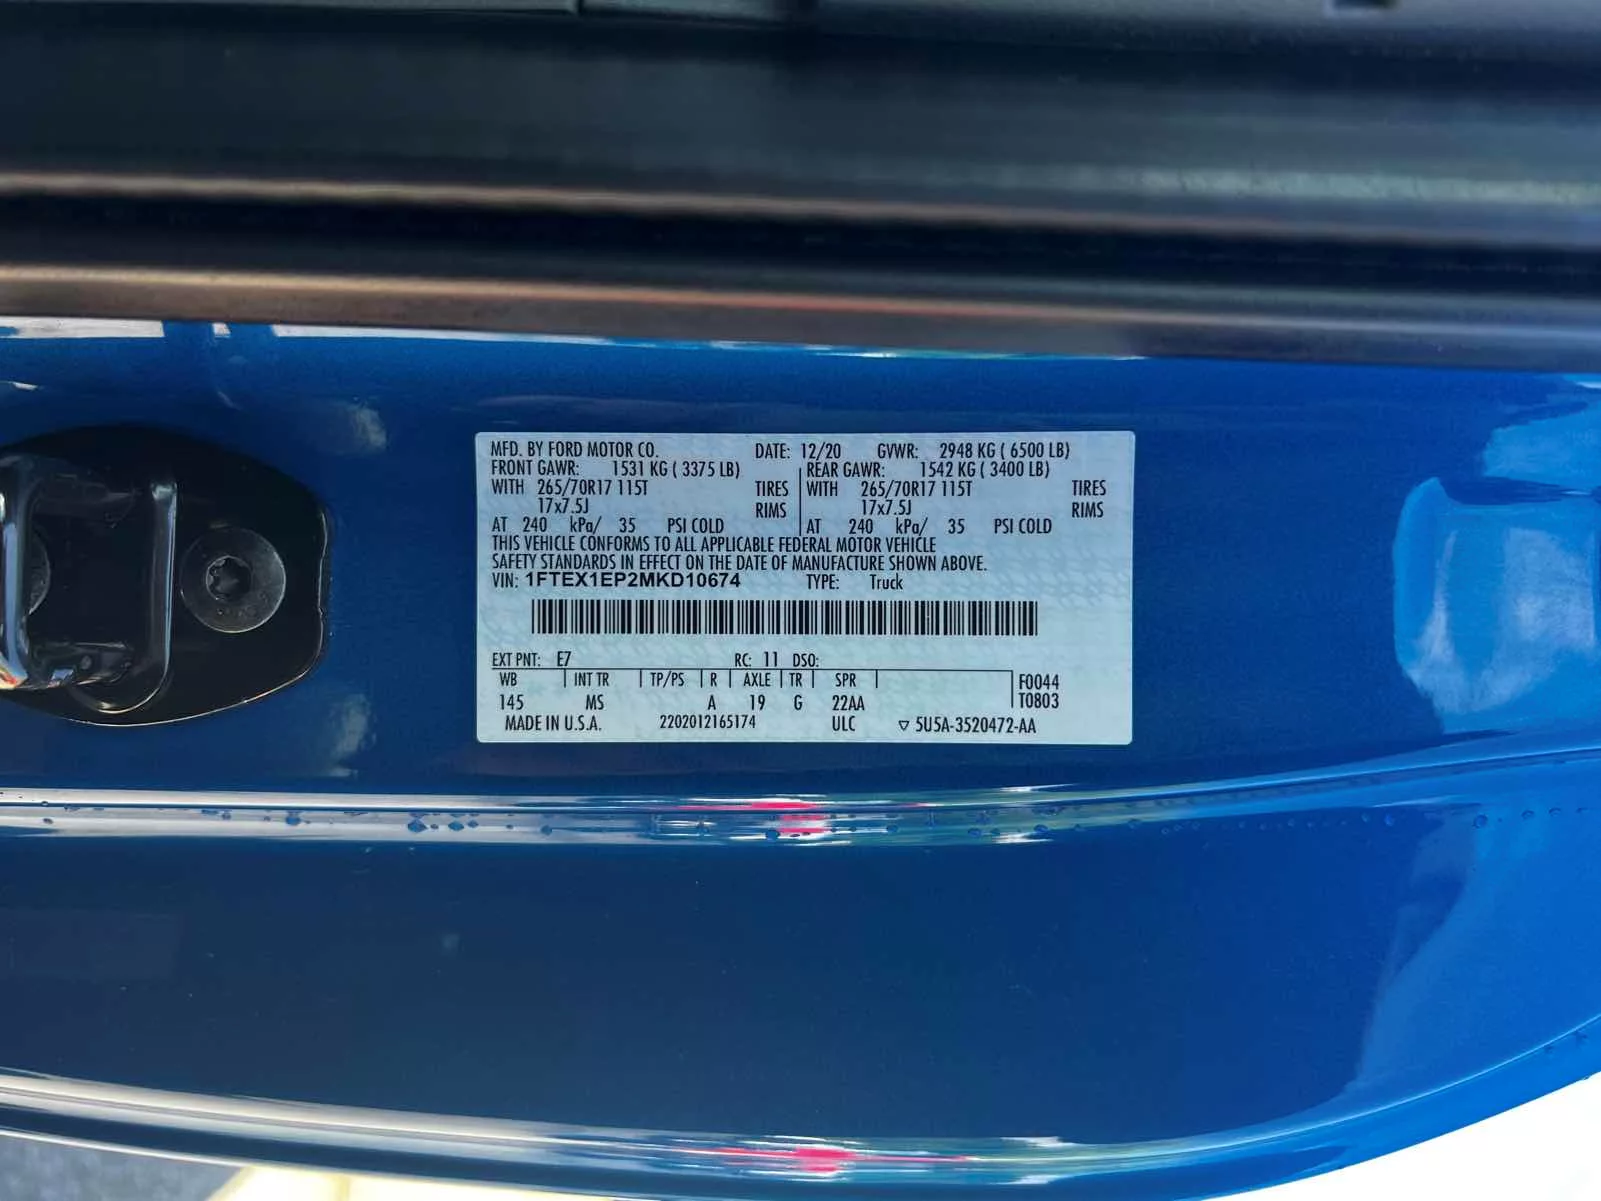 MFD. BY FORD MOTOR CO. DATE: 12/20 GVWR: 2948 KG ( 6500 LB)
FRONT GAWR: 1531 KG ( 3375 LB) REAR GAWR: 1542 KG ( 3400 LB)
WITH 265/70R17 115T TIRES WITH 265/70R17 115T TIRES
17x7.5J RIMS 17x7.5J RIMS
AT 240 kPa/ 35 PSI COLD AT 240 kPa/ 35 PSI COLD
THIS VEHICLE CONFORMS TO ALL APPLICABLE FEDERAL MOTOR VEHICLE
SAFETY STANDARDS IN EFFECT ON THE DATE OF MANUFACTURE SHOWN ABOVE.
VIN: 1FTEX1EP2MKD10674 TYPE: Truck
EXT PNT: E7 RC: 11 DSO:
WB INT TR TP/PS R AXLE TR SPR F0044
145 MS A 19 G 22AA T0803
MADE IN U.S.A. 2202012165174 ULC ▽ 5U5A-3520472-AA